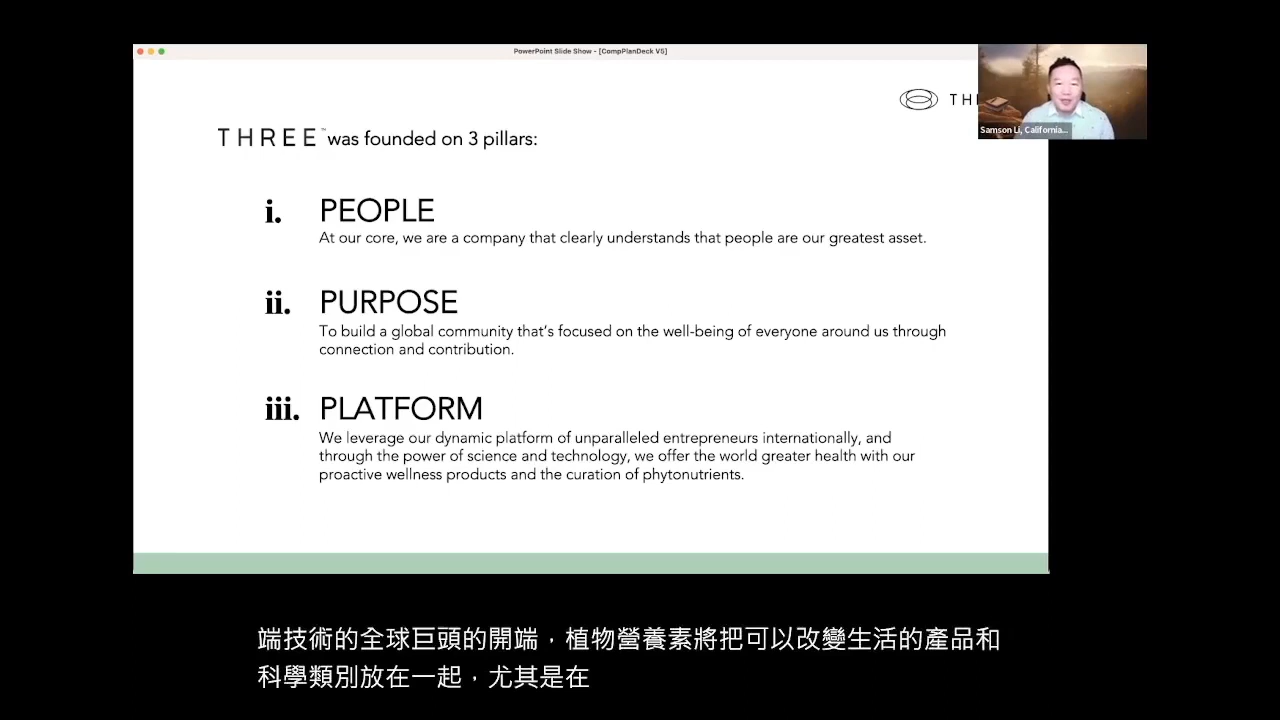 PowerPoint Slide Show - [CompPlanDeck V5]
TH
Samson Li, California...
THREE™ was founded on 3 pillars:
i. PEOPLE
At our core, we are a company that clearly understands that people are our greatest asset.
ii. PURPOSE
To build a global community that's focused on the well-being of everyone around us through
connection and contribution.
iii. PLATFORM
We leverage our dynamic platform of unparalleled entrepreneurs internationally, and
through the power of science and technology, we offer the world greater health with our
proactive wellness products and the curation of phytonutrients.
端技術的全球巨頭的開端，植物營養素將把可以改變生活的產品和
科學類別放在一起，尤其是在